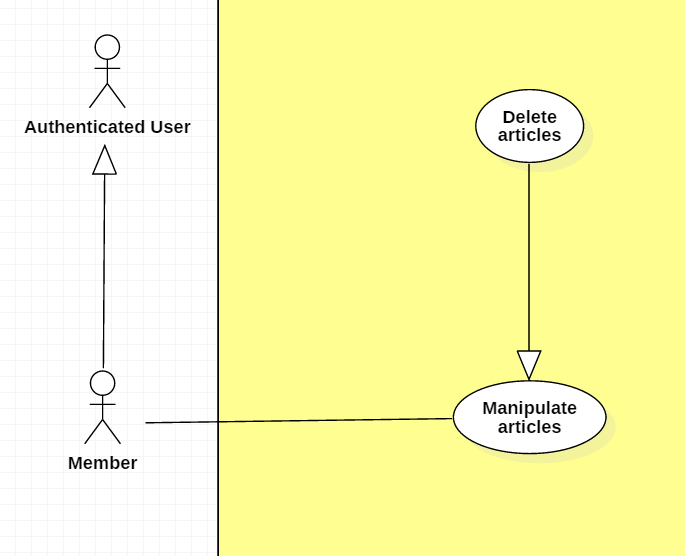 Authenticated User
Delete
articles
Manipulate
articles
Member